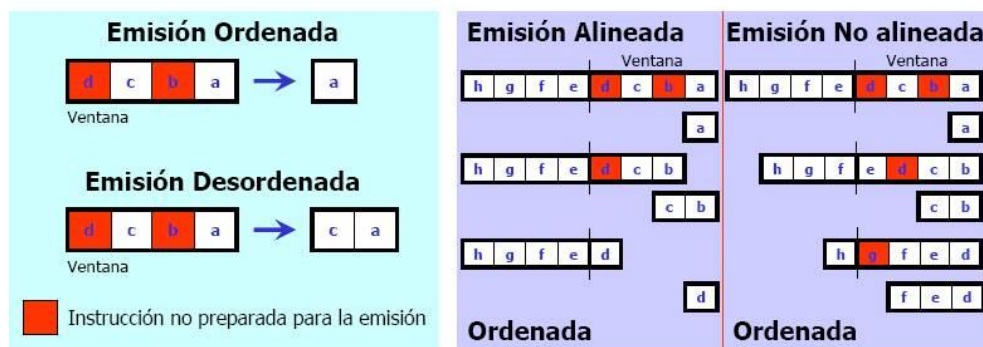 Emisión Ordenada
d c b a a
Ventana
Emisión Desordenada
d c b a c a
Ventana
Instrucción no preparada para la emisión
Emisión Alineada
Ventana
h g f e d c b a
a
h g f e d c b
c b
h g f e d
d
Ordenada
Emisión No alineada
Ventana
h g f e d c b a
a
h g f e d c b
c b
h g f e d
f e d
Ordenada